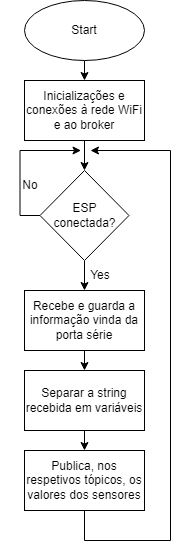 Start
Inicializações e
conexões á rede WiFi
e ao broker
No
ESP
conectada?
Yes
Recebe e guarda a
informação vinda da
porta série
Separar a string
recebida em variáveis
Publica, nos
respetivos tópicos, os
valores dos sensores